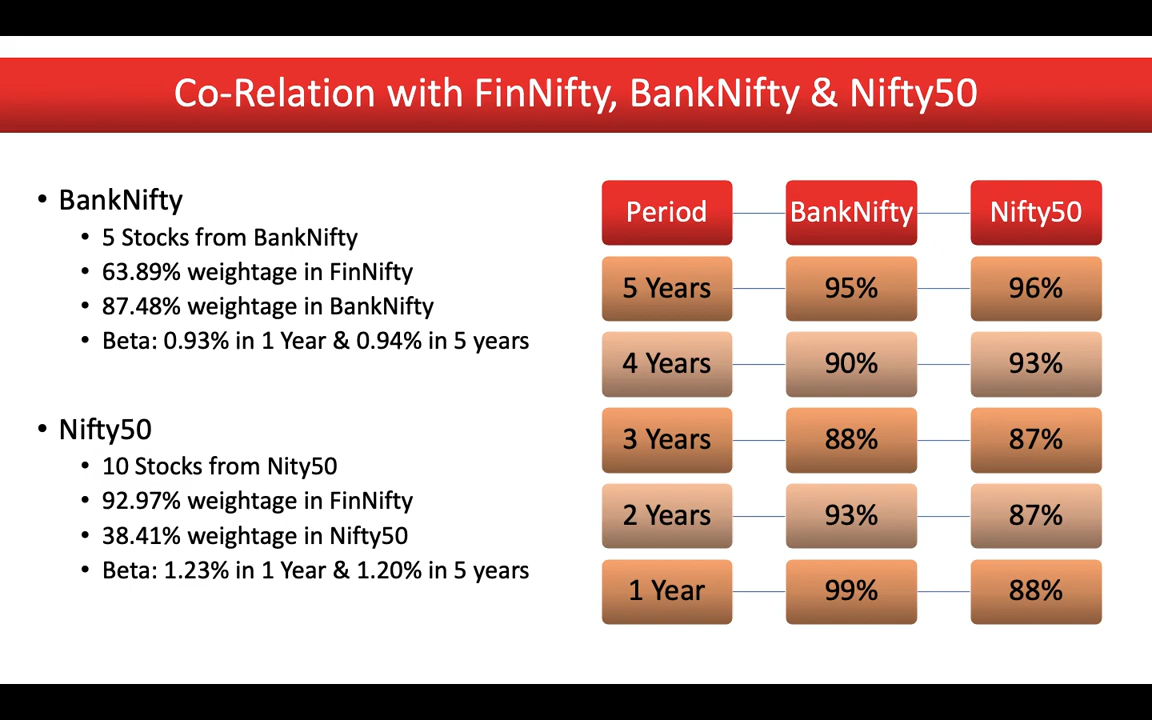 Co-Relation with FinNifty, BankNifty & Nifty50
• BankNifty
• 5 Stocks from BankNifty
• 63.89% weightage in FinNifty
• 87.48% weightage in BankNifty
• Beta: 0.93% in 1 Year & 0.94% in 5 years
• Nifty50
• 10 Stocks from Nity50
• 92.97% weightage in FinNifty
• 38.41% weightage in Nifty50
• Beta: 1.23% in 1 Year & 1.20% in 5 years
Period BankNifty Nifty50
5 Years 95% 96%
4 Years 90% 93%
3 Years 88% 87%
2 Years 93% 87%
1 Year 99% 88%